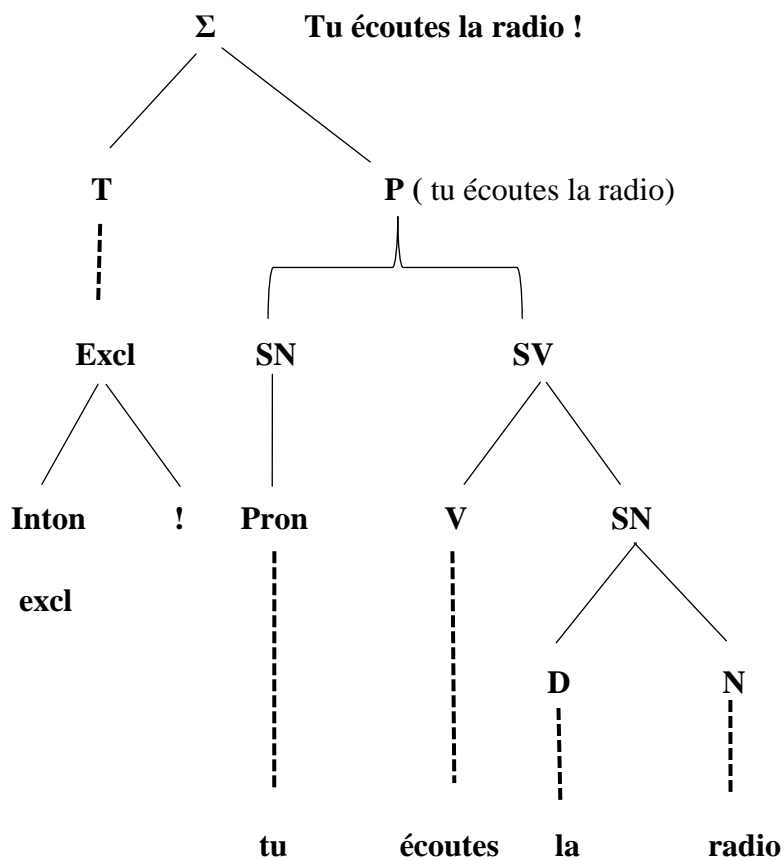 Σ Tu écoutes la radio !
T P ( tu écoutes la radio)
Excl SN SV
Inton ! Pron V SN
excl
D N
tu écoutes la radio